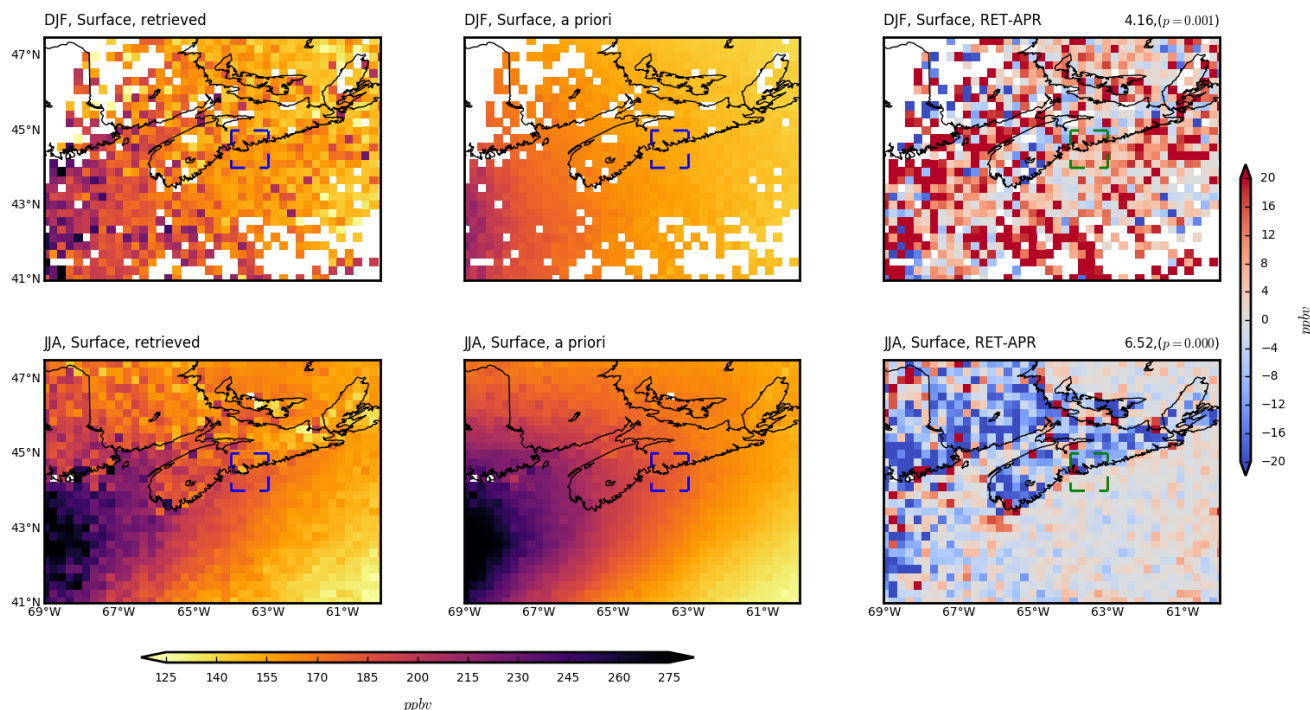 DJF, Surface, retrieved
DJF, Surface, a priori
DJF, Surface, RET-APR 4.16,(p = 0.001)
47°N
45°N
43°N
41°N
20
16
12
8
4
0
−4
−8
−12
−16
−20
ppbv
JJA, Surface, retrieved
JJA, Surface, a priori
JJA, Surface, RET-APR 6.52,(p = 0.000)
47°N
45°N
43°N
41°N
69°W 67°W 65°W 63°W 61°W
69°W 67°W 65°W 63°W 61°W
69°W 67°W 65°W 63°W 61°W
125 140 155 170 185 200 215 230 245 260 275
ppbv